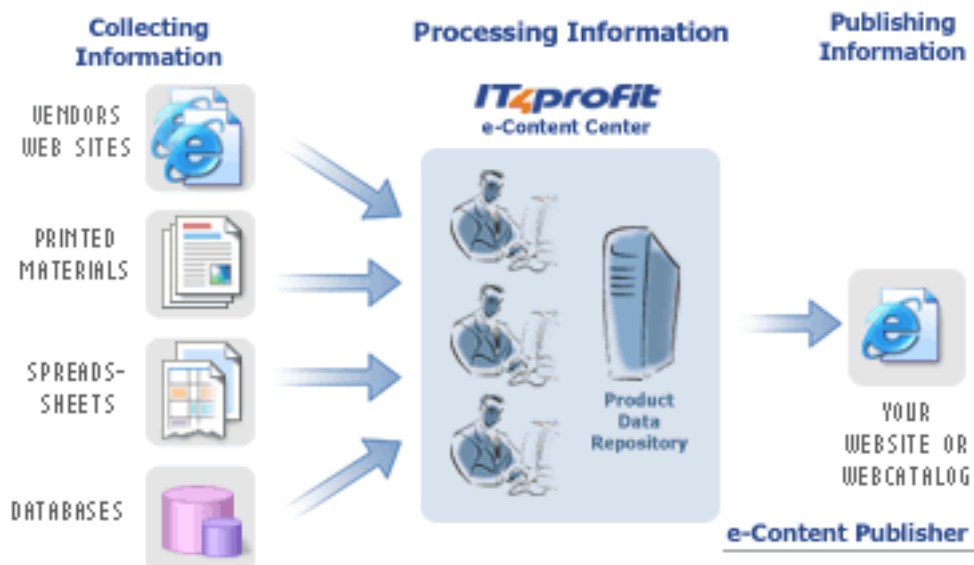 Collecting
Information
Processing Information
Publishing
Information
VENDORS
WEB SITES
IT4profit
e-Content Center
PRINTED
MATERIALS
SPREADS-
SHEETS
Product
Data
Repository
YOUR
WEBSITE OR
WEBCATALOG
DATABASES
e-Content Publisher